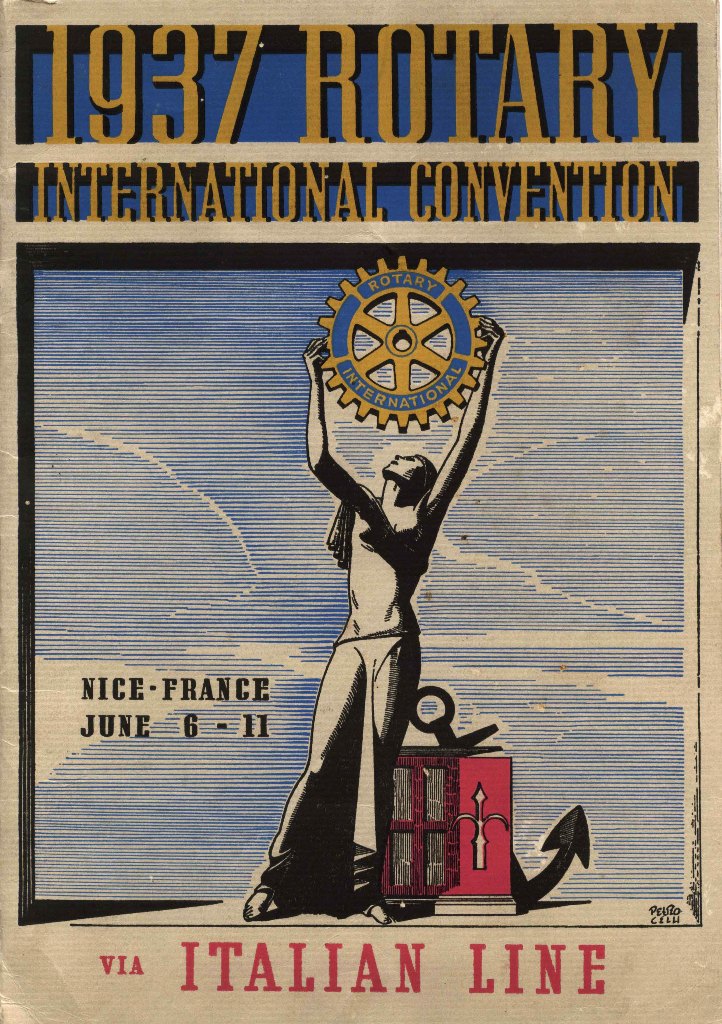 1937 ROTARY
INTERNATIONAL CONVENTION
ROTARY
INTERNATIONAL
NICE-FRANCE
JUNE 6 - 11
VIA ITALIAN LINE